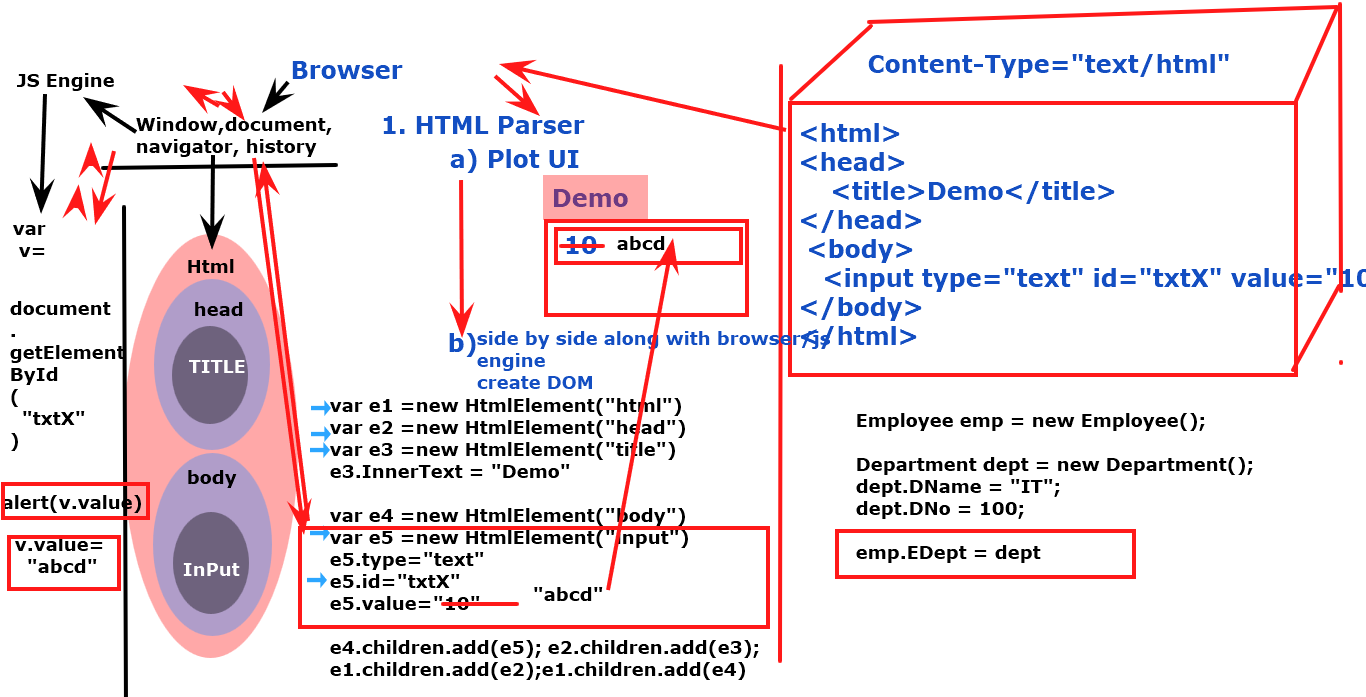 JS Engine
Browser
Window,document,
navigator, history
var
v=
document
.
getElement
ById
(
"txtX"
)
alert(v.value)
v.value=
"abcd"
Html
head
TITLE
body
InPut
1. HTML Parser
a) Plot UI
Demo
10 abcd
b)side by side along with browser/js
engine
create DOM
var e1 =new HtmlElement("html")
var e2 =new HtmlElement("head")
var e3 =new HtmlElement("title")
e3.InnerText = "Demo"
var e4 =new HtmlElement("body")
var e5 =new HtmlElement("input")
e5.type="text"
e5.id="txtX"
e5.value="10" "abcd"
e4.children.add(e5); e2.children.add(e3);
e1.children.add(e2);e1.children.add(e4)
Content-Type="text/html"
<html>
<head>
<title>Demo</title>
</head>
<body>
<input type="text" id="txtX" value="10
</body>
</html>
Employee emp = new Employee();
Department dept = new Department();
dept.DName = "IT";
dept.DNo = 100;
emp.EDept = dept